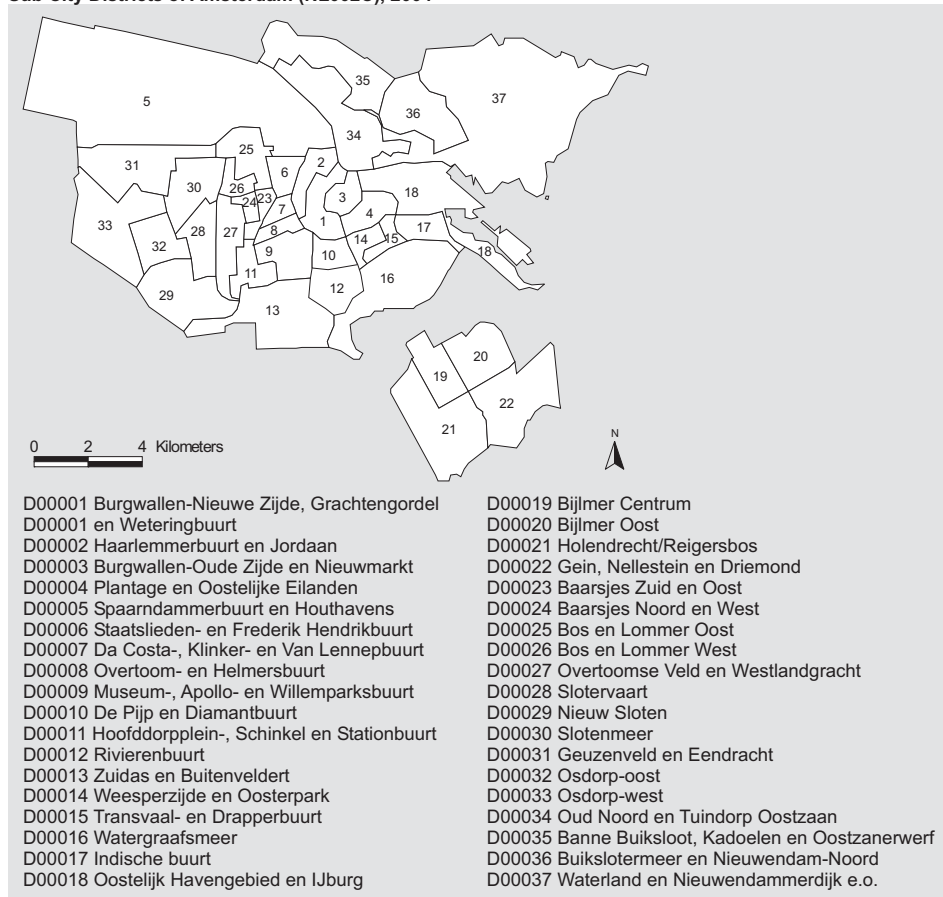 5
35
36
37
34
25
31
2
6
30
26
3
18
24
23
7
33
4
1
28
27
8
17
32
14
15
9
10
18
11
16
12
29
13
20
19
22
21
0 2 4 Kilometers
N
D00001 Burgwallen-Nieuwe Zijde, Grachtengordel
D00001 en Weteringbuurt
D00002 Haarlemmerbuurt en Jordaan
D00003 Burgwallen-Oude Zijde en Nieuwmarkt
D00004 Plantage en Oostelijke Eilanden
D00005 Spaarndammerbuurt en Houthavens
D00006 Staatslieden- en Frederik Hendrikbuurt
D00007 Da Costa-, Klinker- en Van Lennepbuurt
D00008 Overtoom- en Helmersbuurt
D00009 Museum-, Apollo- en Willemparksbuurt
D00010 De Pijp en Diamantbuurt
D00011 Hoofddorpplein-, Schinkel en Stationbuurt
D00012 Rivierenbuurt
D00013 Zuidas en Buitenveldert
D00014 Weesperzijde en Oosterpark
D00015 Transvaal- en Drapperbuurt
D00016 Watergraafsmeer
D00017 Indische buurt
D00018 Oostelijk Havengebied en IJburg
D00019 Bijlmer Centrum
D00020 Bijlmer Oost
D00021 Holendrecht/Reigersbos
D00022 Gein, Nellestein en Driemond
D00023 Baarsjes Zuid en Oost
D00024 Baarsjes Noord en West
D00025 Bos en Lommer Oost
D00026 Bos en Lommer West
D00027 Overtoomse Veld en Westlandgracht
D00028 Slotervaart
D00029 Nieuw Sloten
D00030 Slotenmeer
D00031 Geuzenveld en Eendracht
D00032 Osdorp-oost
D00033 Osdorp-west
D00034 Oud Noord en Tuindorp Oostzaan
D00035 Banne Buiksloot, Kadoelen en Oostzanerwerf
D00036 Buikslotermeer en Nieuwendam-Noord
D00037 Waterland en Nieuwendammerdijk e.o.